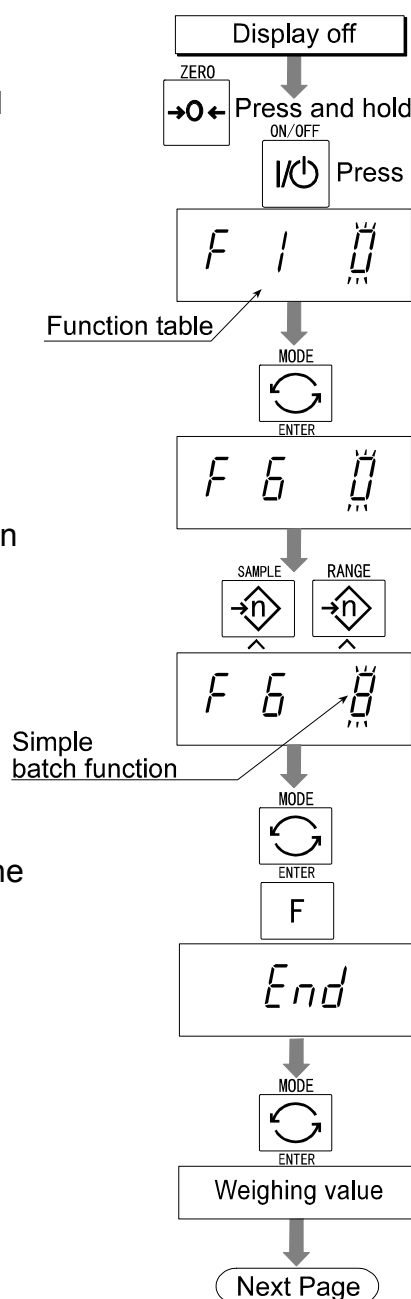 Display off
ZERO
→0← Press and hold
ON/OFF
I/⏻ Press
F 1 0
Function table
MODE
ENTER
F 6 0
n
SAMPLE RANGE
→n →n
F 6 8
Simple
batch function
MODE
ne
ENTER
F
End
MODE
ENTER
Weighing value
Next Page